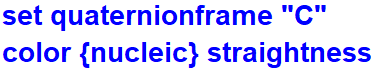 set quaternionframe "C"
color {nucleic} straightness